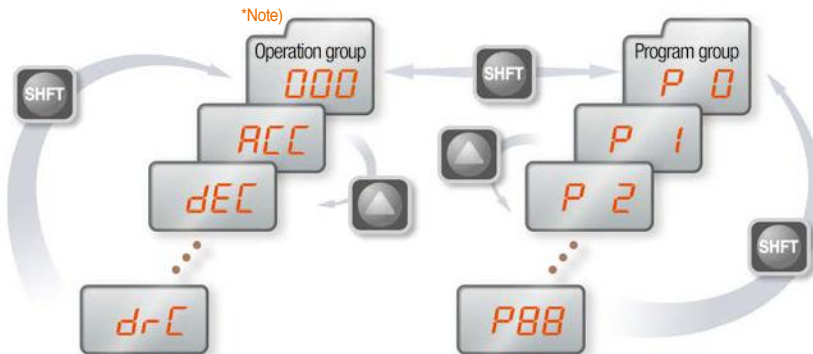 *Note)
Operation group
000
Program group
P 0
SHFT
SHFT
ACC
P 1
dEC
P 2
SHFT
drC
P88